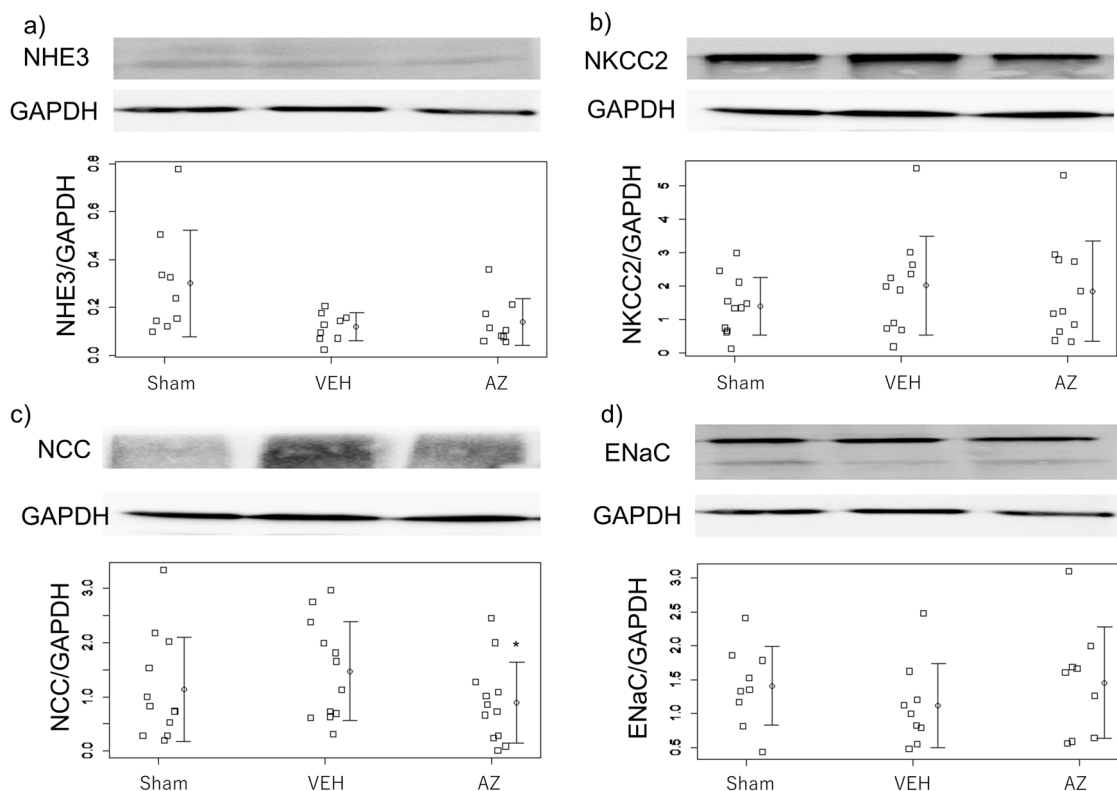 a)
NHE3
GAPDH
NHE3/GAPDH
0.0 0.2 0.4 0.6 0.8
Sham VEH AZ
b)
NKCC2
GAPDH
NKCC2/GAPDH
0 1 2 3 4 5
Sham VEH AZ
c)
NCC
GAPDH
NCC/GAPDH
0.0 1.0 2.0 3.0
*
Sham VEH AZ
d)
ENaC
GAPDH
ENaC/GAPDH
0.5 1.0 1.5 2.0 2.5 3.0
Sham VEH AZ